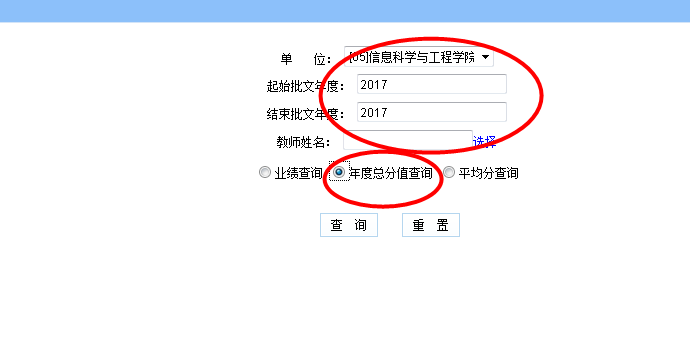 单 位： [05]信息科学与工程学院
起始批文年度： 2017
结束批文年度： 2017
教师姓名： 选择
业绩查询 年度总分值查询 平均分查询
查 询 重 置